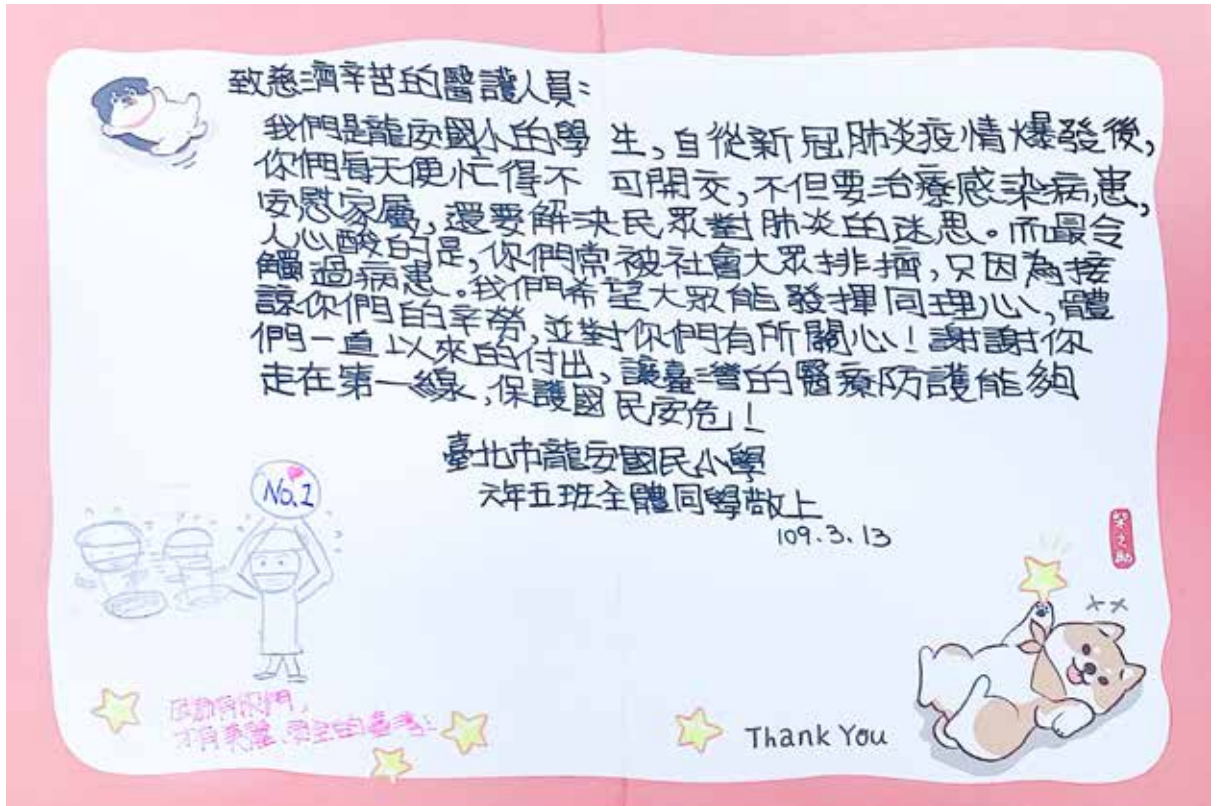 致慈濟辛苦的醫護人員：
我們是龍安國小的學 生，自從新冠肺炎疫情爆發後，
你們每天便忙得不 可開交，不但要治療感染病患，
安慰家屬，還要解決民眾對肺炎的迷思。而最令
人心酸的是，你們常被社會大眾排擠，只因為接
觸過病患。我們希望大眾能發揮同理心，體
諒你們的辛勞，並對你們有所關心！謝謝你
們一直以來的付出，讓臺灣的醫療防護能夠
走在第一線，保護國民安危！
臺北市龍安國民小學
六年五班全體同學敬上
109.3.13
No.1
因為有你們，
才有美麗、安全的臺灣！
柴之助
Thank You